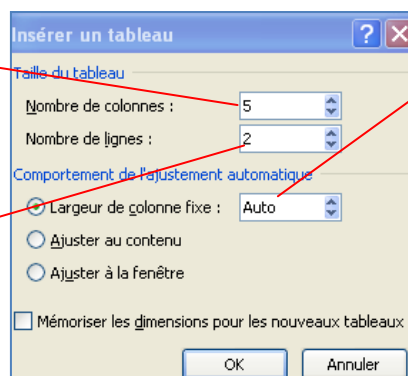 Insérer un tableau
Taille du tableau
Nombre de colonnes : 5
Nombre de lignes : 2
Comportement de l'ajustement automatique
Largeur de colonne fixe : Auto
Ajuster au contenu
Ajuster à la fenêtre
Mémoriser les dimensions pour les nouveaux tableaux
OK Annuler